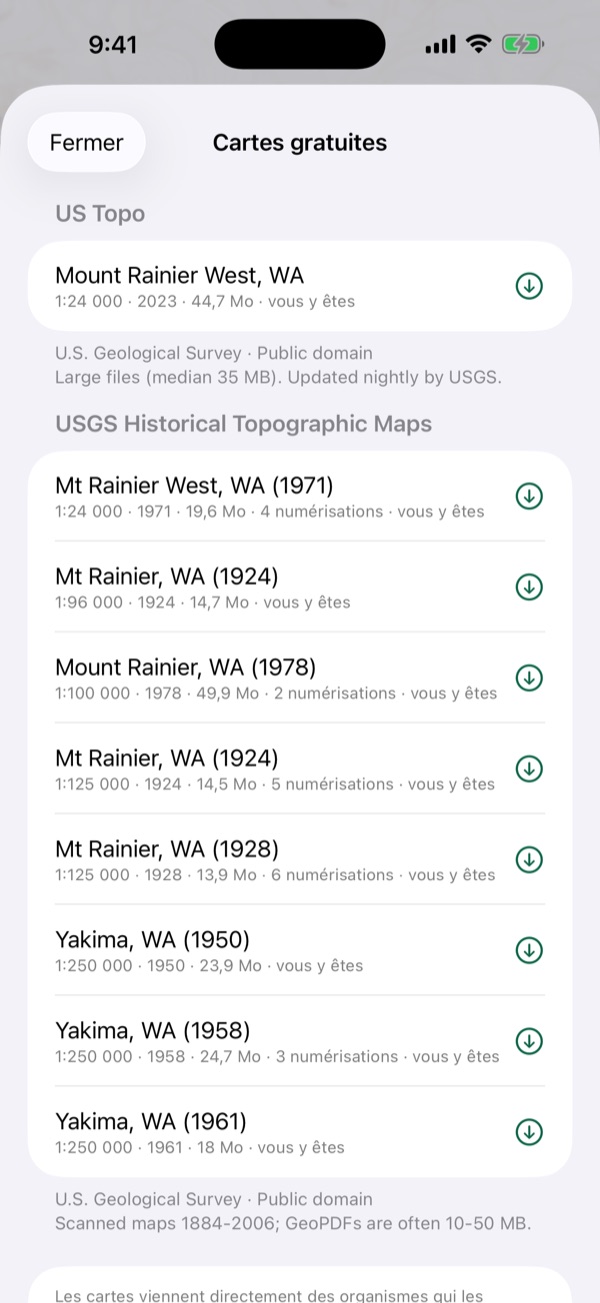 9:41
Fermer
Cartes gratuites
US Topo
Mount Rainier West, WA
1:24 000 · 2023 · 44,7 Mo · vous y êtes
U.S. Geological Survey · Public domain
Large files (median 35 MB). Updated nightly by USGS.
USGS Historical Topographic Maps
Mt Rainier West, WA (1971)
1:24 000 · 1971 · 19,6 Mo · 4 numérisations · vous y êtes
Mt Rainier, WA (1924)
1:96 000 · 1924 · 14,7 Mo · vous y êtes
Mount Rainier, WA (1978)
1:100 000 · 1978 · 49,9 Mo · 2 numérisations · vous y êtes
Mt Rainier, WA (1924)
1:125 000 · 1924 · 14,5 Mo · 5 numérisations · vous y êtes
Mt Rainier, WA (1928)
1:125 000 · 1928 · 13,9 Mo · 6 numérisations · vous y êtes
Yakima, WA (1950)
1:250 000 · 1950 · 23,9 Mo · vous y êtes
Yakima, WA (1958)
1:250 000 · 1958 · 24,7 Mo · 3 numérisations · vous y êtes
Yakima, WA (1961)
1:250 000 · 1961 · 18 Mo · vous y êtes
U.S. Geological Survey · Public domain
Scanned maps 1884-2006; GeoPDFs are often 10-50 MB.
Les cartes viennent directement des organismes qui les